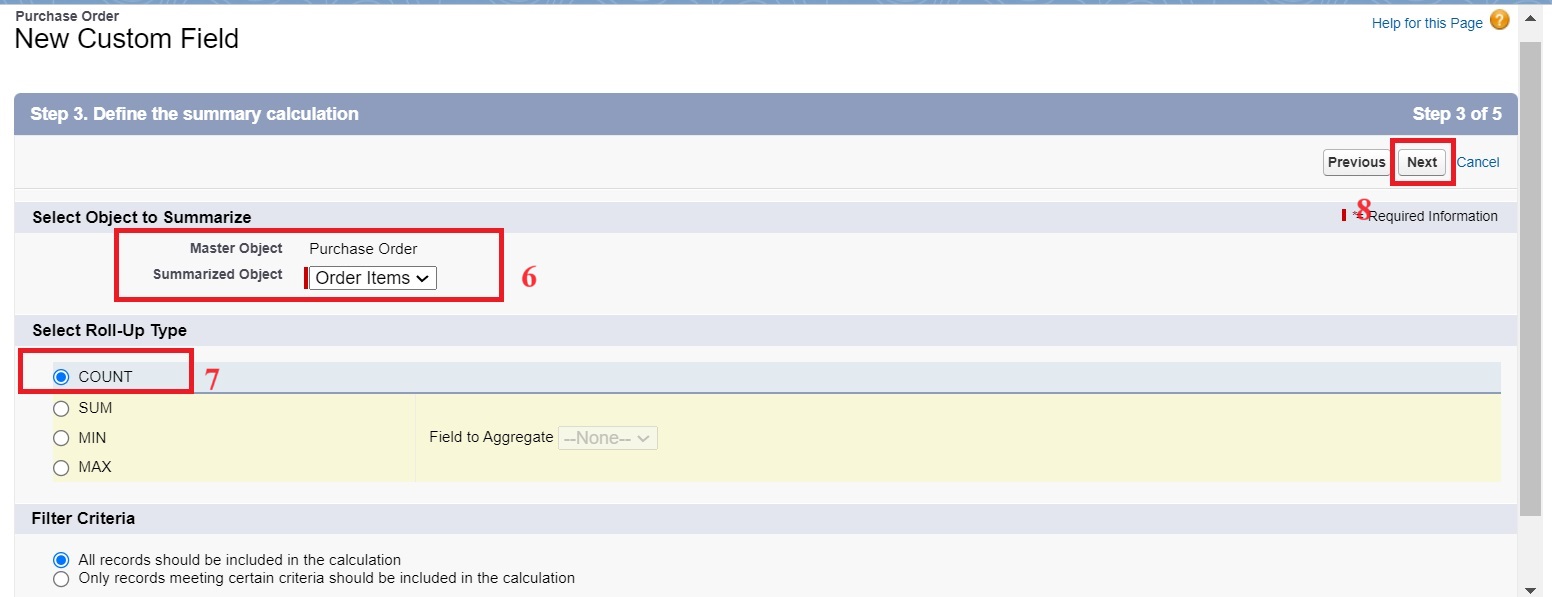 Purchase Order
Help for this Page ?
New Custom Field
Step 3. Define the summary calculation Step 3 of 5
Previous Next Cancel
8
Select Object to Summarize = Required Information
Master Object Purchase Order
Summarized Object Order Items
6
Select Roll-Up Type
COUNT 7
SUM
MIN Field to Aggregate --None--
MAX
Filter Criteria
All records should be included in the calculation
Only records meeting certain criteria should be included in the calculation